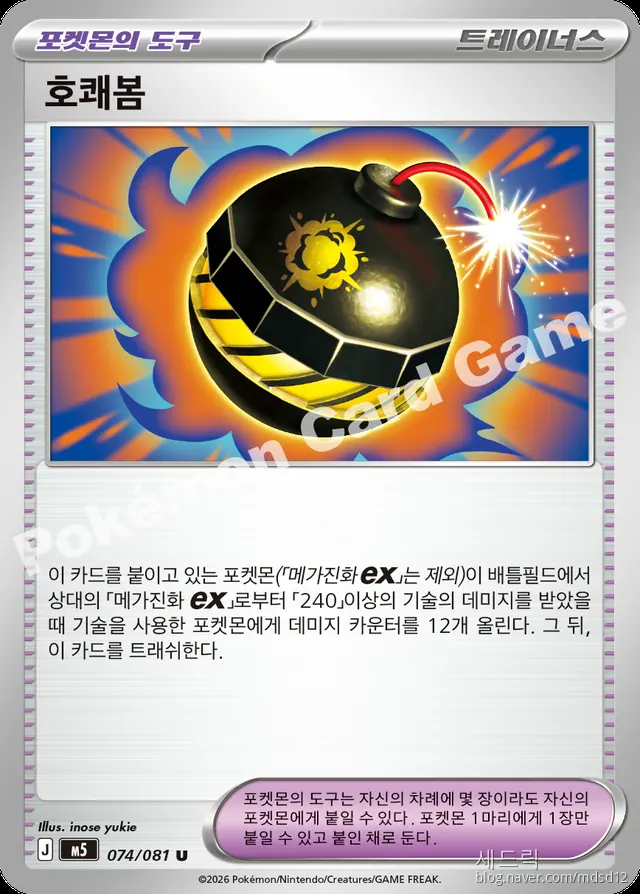 포켓몬의 도구
트레이너스
호쾌봄
Pokémon Card Game
이 카드를 붙이고 있는 포켓몬(「메가진화 ex」는 제외)이 배틀필드에서
상대의 「메가진화 ex」로부터 「240」이상의 기술의 데미지를 받았을
때 기술을 사용한 포켓몬에게 데미지 카운터를 12개 올린다. 그 뒤,
이 카드를 트래쉬한다.
포켓몬의 도구는 자신의 차례에 몇 장이라도 자신의
포켓몬에게 붙일 수 있다. 포켓몬 1마리에게 1장만
붙일 수 있고 붙인 채로 둔다.
Illus. inose yukie
J M5 074/081 U
©2026 Pokémon/Nintendo/Creatures/GAME FREAK.
세드릭
blog.naver.com/mdsd12